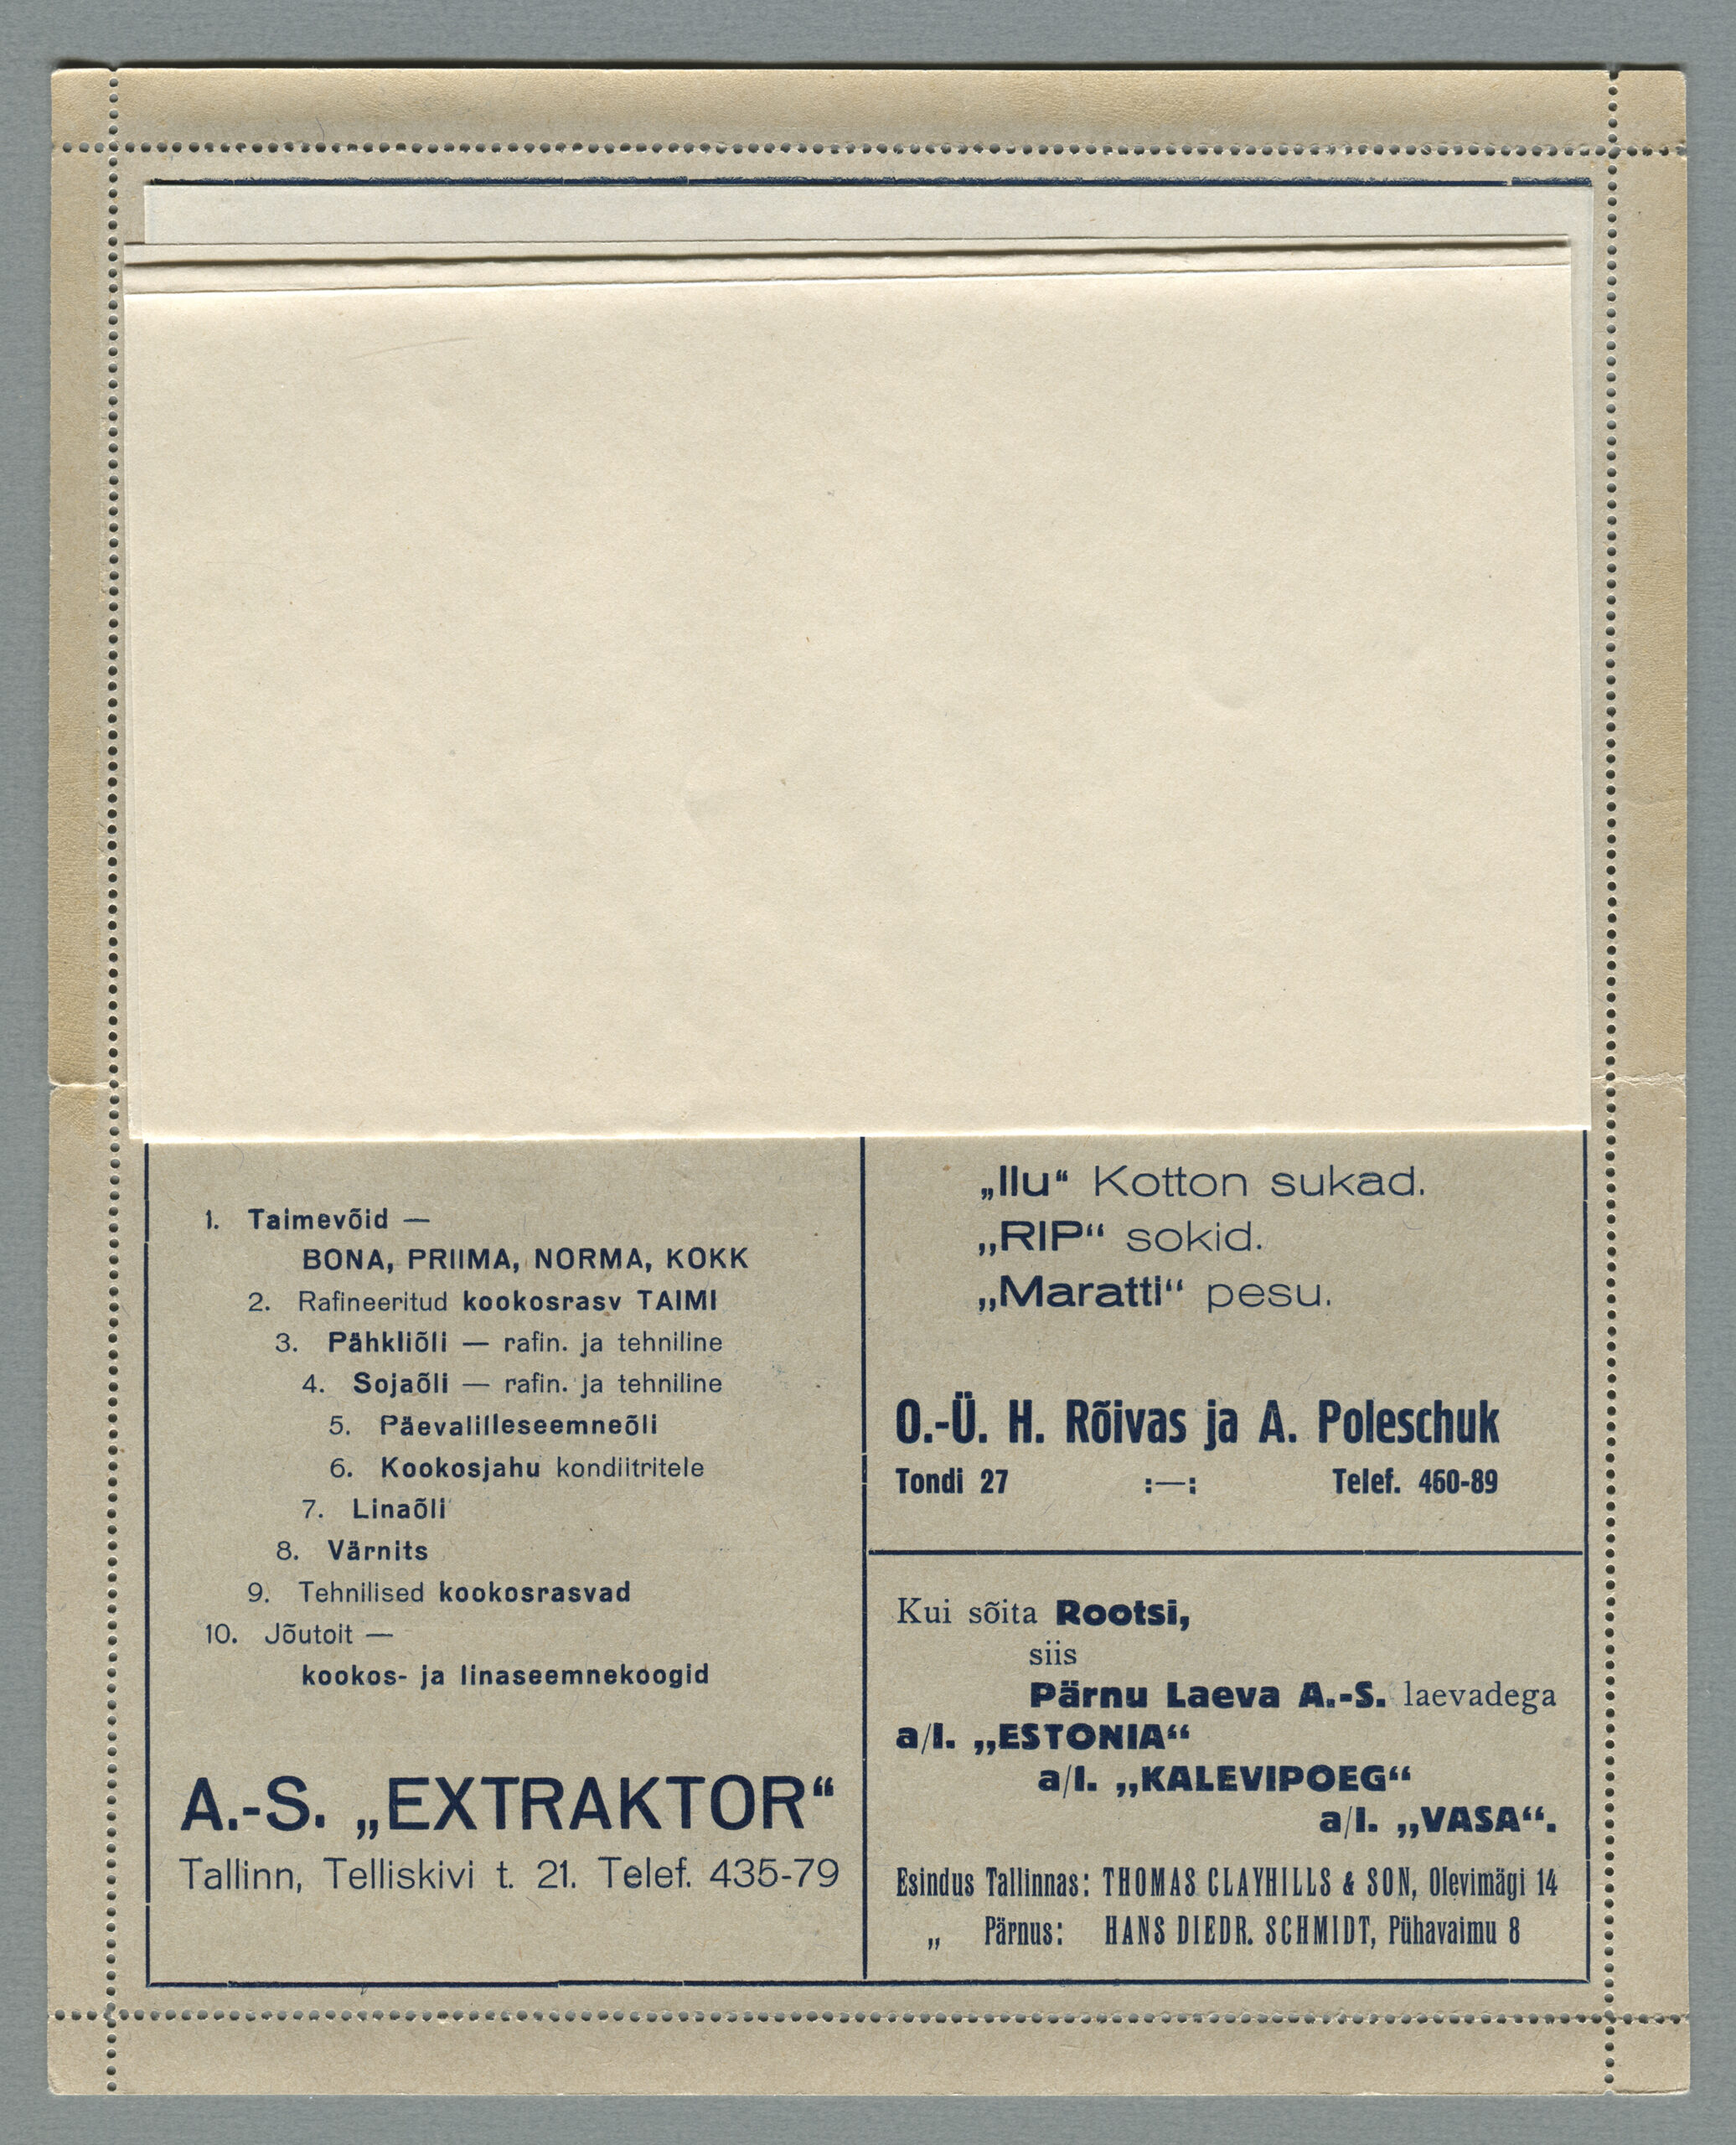 1. Taimevõid —
BONA, PRIIMA, NORMA, KOKK
2. Rafineeritud kookosrasv TAIMI
3. Pähkliõli — rafin. ja tehniline
4. Sojaõli — rafin. ja tehniline
5. Päevalilleseemneõli
6. Kookosjahu kondiitritele
7. Linaõli
8. Värnits
9. Tehnilised kookosrasvad
10. Jõutoit —
kookos- ja linaseemnekoogid
A.-S. „EXTRAKTOR“
Tallinn, Telliskivi t. 21. Telef. 435-79
„Ilu“ Kotton sukad.
„RIP“ sokid.
„Maratti“ pesu.
O.-Ü. H. Rõivas ja A. Poleschuk
Tondi 27 :—: Telef. 460-89
Kui sõita Rootsi,
siis
Pärnu Laeva A.-S. laevadega
a/l. „ESTONIA“
a/l. „KALEVIPOEG“
a/l. „VASA“.
Esindus Tallinnas: THOMAS CLAYHILLS & SON, Olevimägi 14
„ Pärnus: HANS DIEDR. SCHMIDT, Pühavaimu 8